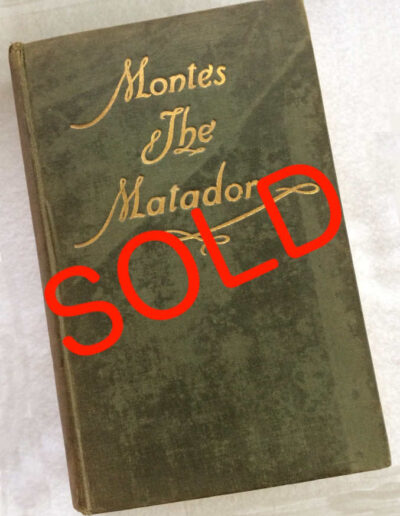 Montes
The
Matador
SOLD